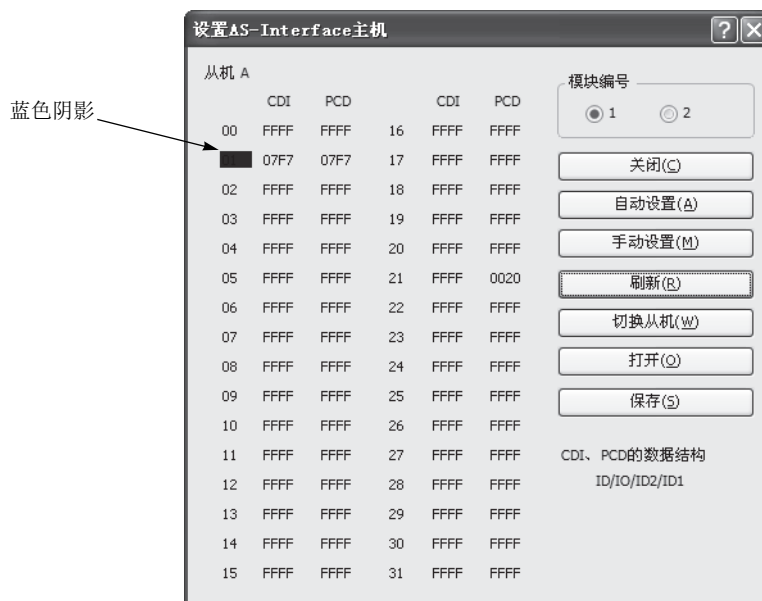 设置AS-Interface主机
从机 A
CDI PCD CDI PCD
蓝色阴影
00 FFFF FFFF 16 FFFF FFFF
01 07F7 07F7 17 FFFF FFFF
02 FFFF FFFF 18 FFFF FFFF
03 FFFF FFFF 19 FFFF FFFF
04 FFFF FFFF 20 FFFF FFFF
05 FFFF FFFF 21 FFFF 0020
06 FFFF FFFF 22 FFFF FFFF
07 FFFF FFFF 23 FFFF FFFF
08 FFFF FFFF 24 FFFF FFFF
09 FFFF FFFF 25 FFFF FFFF
10 FFFF FFFF 26 FFFF FFFF
11 FFFF FFFF 27 FFFF FFFF
12 FFFF FFFF 28 FFFF FFFF
13 FFFF FFFF 29 FFFF FFFF
14 FFFF FFFF 30 FFFF FFFF
15 FFFF FFFF 31 FFFF FFFF
模块编号
1 2
关闭(C)
自动设置(A)
手动设置(M)
刷新(R)
切换从机(W)
打开(O)
保存(S)
CDI、PCD的数据结构
ID/IO/ID2/ID1